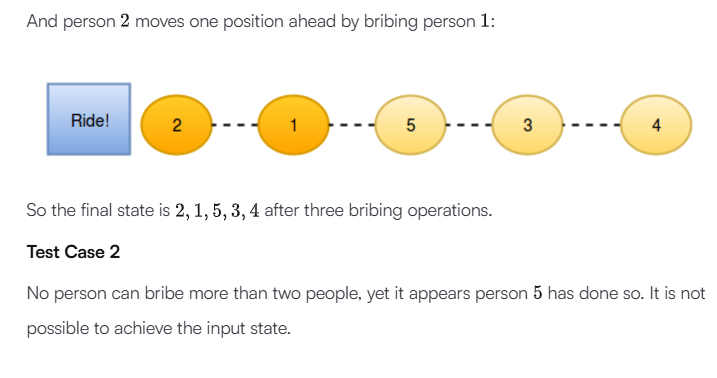 And person 2 moves one position ahead by bribing person 1:
Ride! 2 1 5 3 4
So the final state is 2, 1, 5, 3, 4 after three bribing operations.
Test Case 2
No person can bribe more than two people, yet it appears person 5 has done so. It is not
possible to achieve the input state.